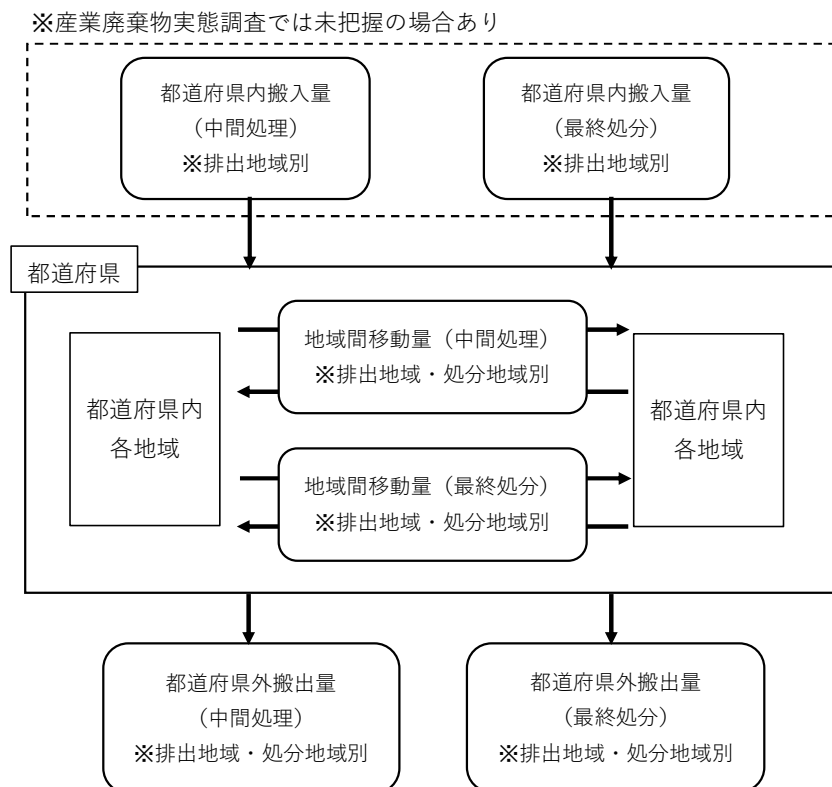 ※産業廃棄物実態調査では未把握の場合あり
都道府県内搬入量
（中間処理）
※排出地域別
都道府県内搬入量
（最終処分）
※排出地域別
都道府県
都道府県内
各地域
地域間移動量（中間処理）
※排出地域・処分地域別
地域間移動量（最終処分）
※排出地域・処分地域別
都道府県内
各地域
都道府県外搬出量
（中間処理）
※排出地域・処分地域別
都道府県外搬出量
（最終処分）
※排出地域・処分地域別